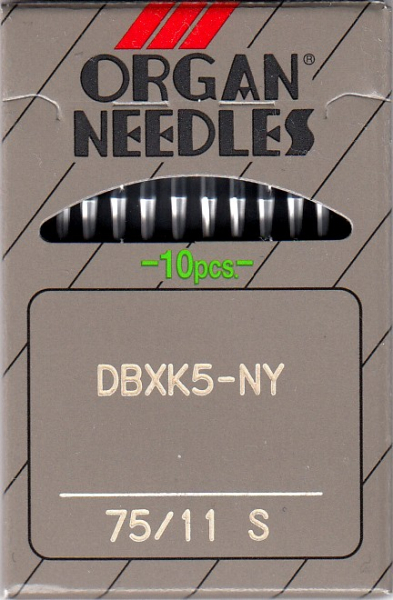 ORGAN®
NEEDLES
-10pcs.-
DBXK5-NY
75/11 S